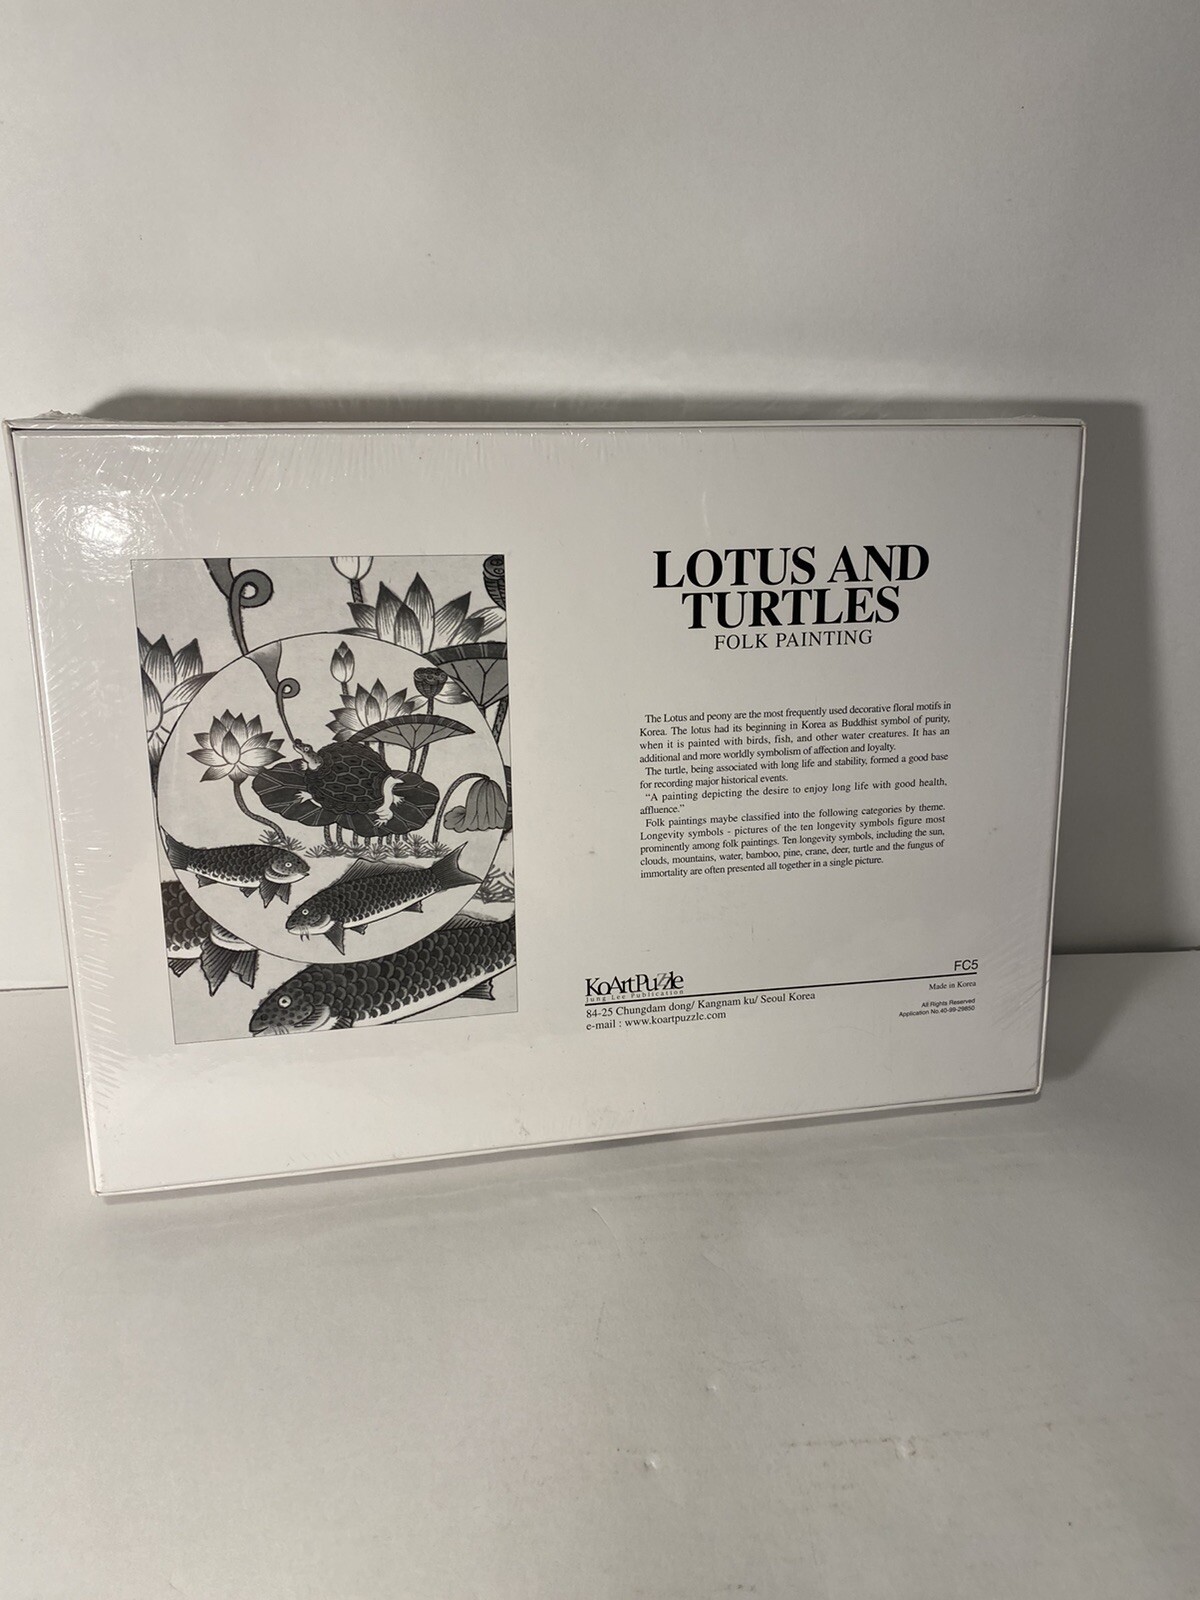 LOTUS AND
TURTLES
FOLK PAINTING
The Lotus and peony are the most frequently used decorative floral motifs in
Korea. The lotus had its beginning in Korea as Buddhist symbol of purity,
when it is painted with birds, fish, and other water creatures. It has an
additional and more worldly symbolism of affection and loyalty.
The turtle, being associated with long life and stability, formed a good base
for recording major historical events.
“A painting depicting the desire to enjoy long life with good health,
affluence.”
Folk paintings maybe classified into the following categories by theme.
Longevity symbols - pictures of the ten longevity symbols figure most
prominently among folk paintings. Ten longevity symbols, including the sun,
clouds, mountains, water, bamboo, pine, crane, deer, turtle and the fungus of
immortality are often presented all together in a single picture.
KoArtPuzzle
Jung Lee Publication
FC5
84-25 Chungdam dong/ Kangnam ku/ Seoul Korea
e-mail : www.koartpuzzle.com
Made in Korea
All Rights Reserved
Application No,40-99-29850